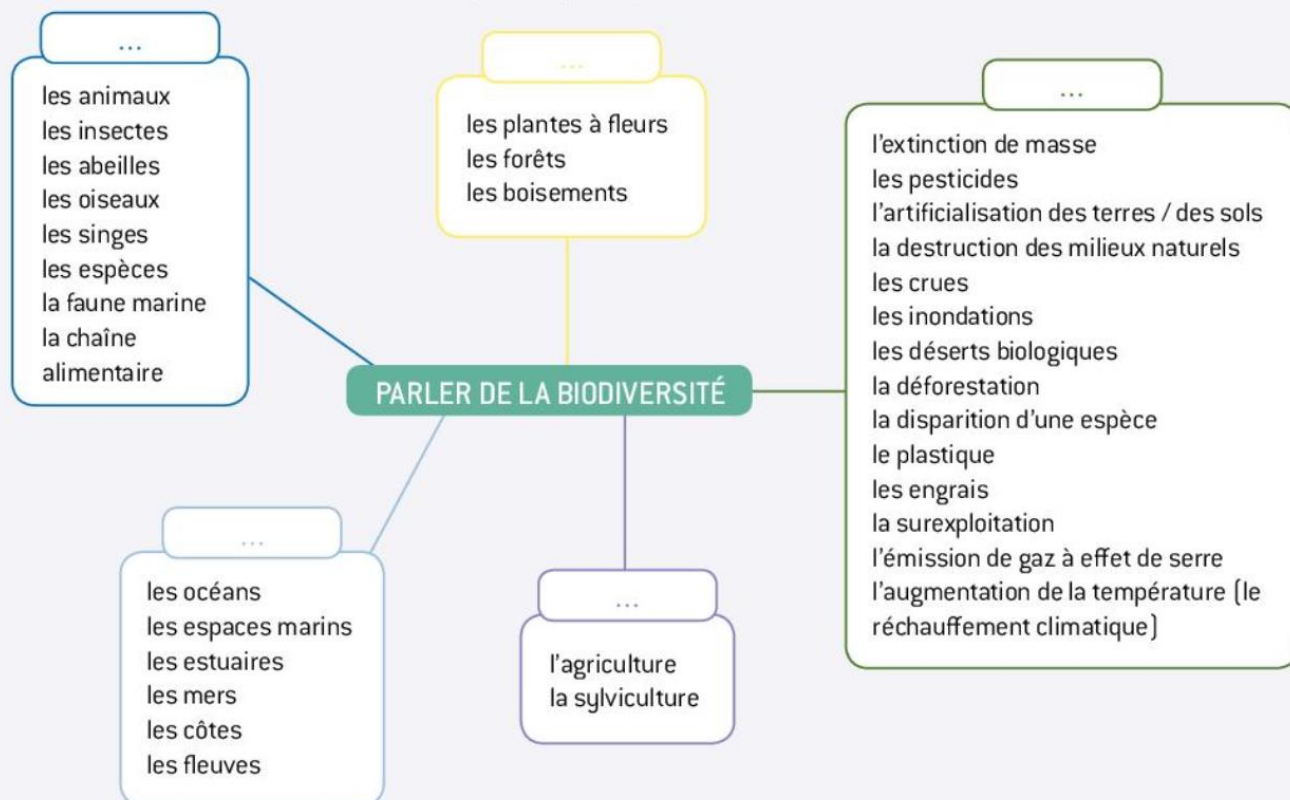 ...
les animaux
les insectes
les abeilles
les oiseaux
les singes
les espèces
la faune marine
la chaîne
alimentaire
...
les plantes à fleurs
les forêts
les boisements
...
l'extinction de masse
les pesticides
l'artificialisation des terres / des sols
la destruction des milieux naturels
les crues
les inondations
les déserts biologiques
la déforestation
la disparition d'une espèce
le plastique
les engrais
la surexploitation
l'émission de gaz à effet de serre
l'augmentation de la température (le
réchauffement climatique)
PARLER DE LA BIODIVERSITÉ
...
les océans
les espaces marins
les estuaires
les mers
les côtes
les fleuves
...
l'agriculture
la sylviculture